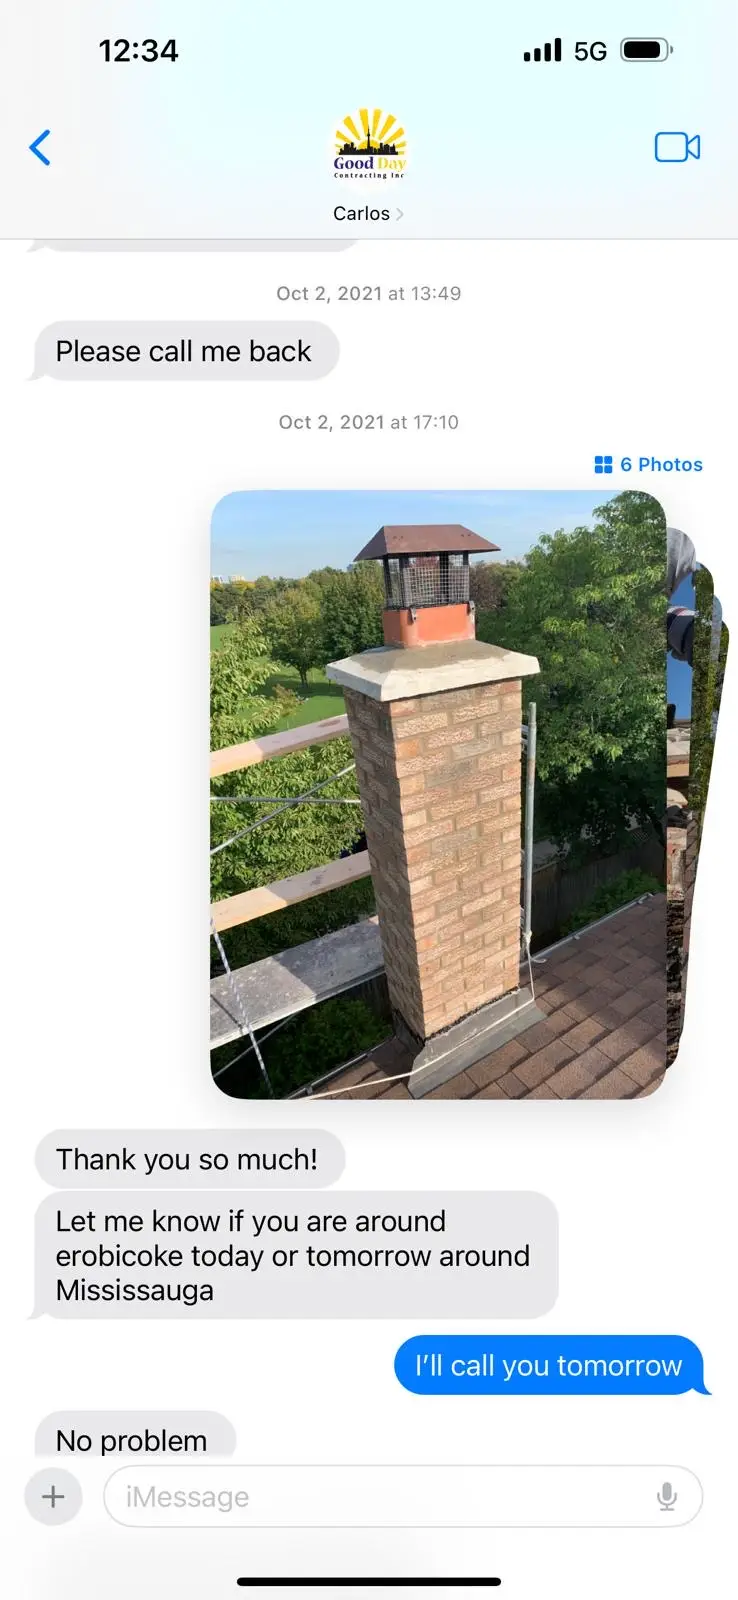 12:34
5G
Good Day
Contracting Inc
Carlos
Oct 2, 2021 at 13:49
Please call me back
Oct 2, 2021 at 17:10
6 Photos
Thank you so much!
Let me know if you are around
erobicoke today or tomorrow around
Mississauga
I'll call you tomorrow
No problem
iMessage